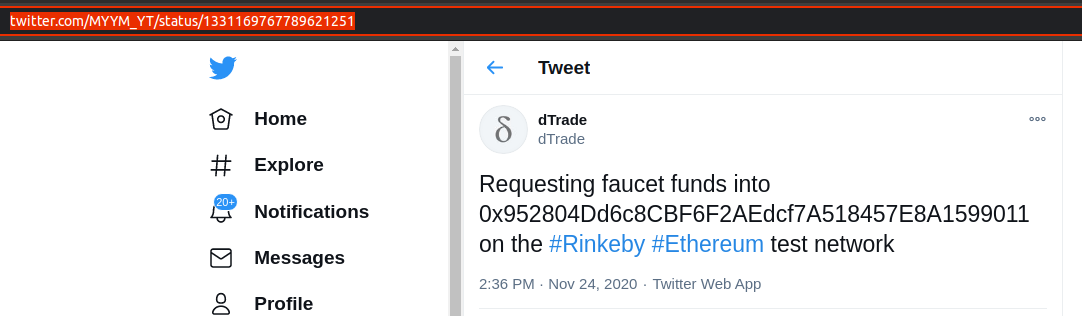 twitter.com/MYYM_YT/status/1331169767789621251
Home
Explore
20+
Notifications
Messages
Profile
Tweet
δ
dTrade
dTrade
Requesting faucet funds into
0x952804Dd6c8CBF6F2AEdcf7A518457E8A1599011
on the #Rinkeby #Ethereum test network
2:36 PM · Nov 24, 2020 · Twitter Web App